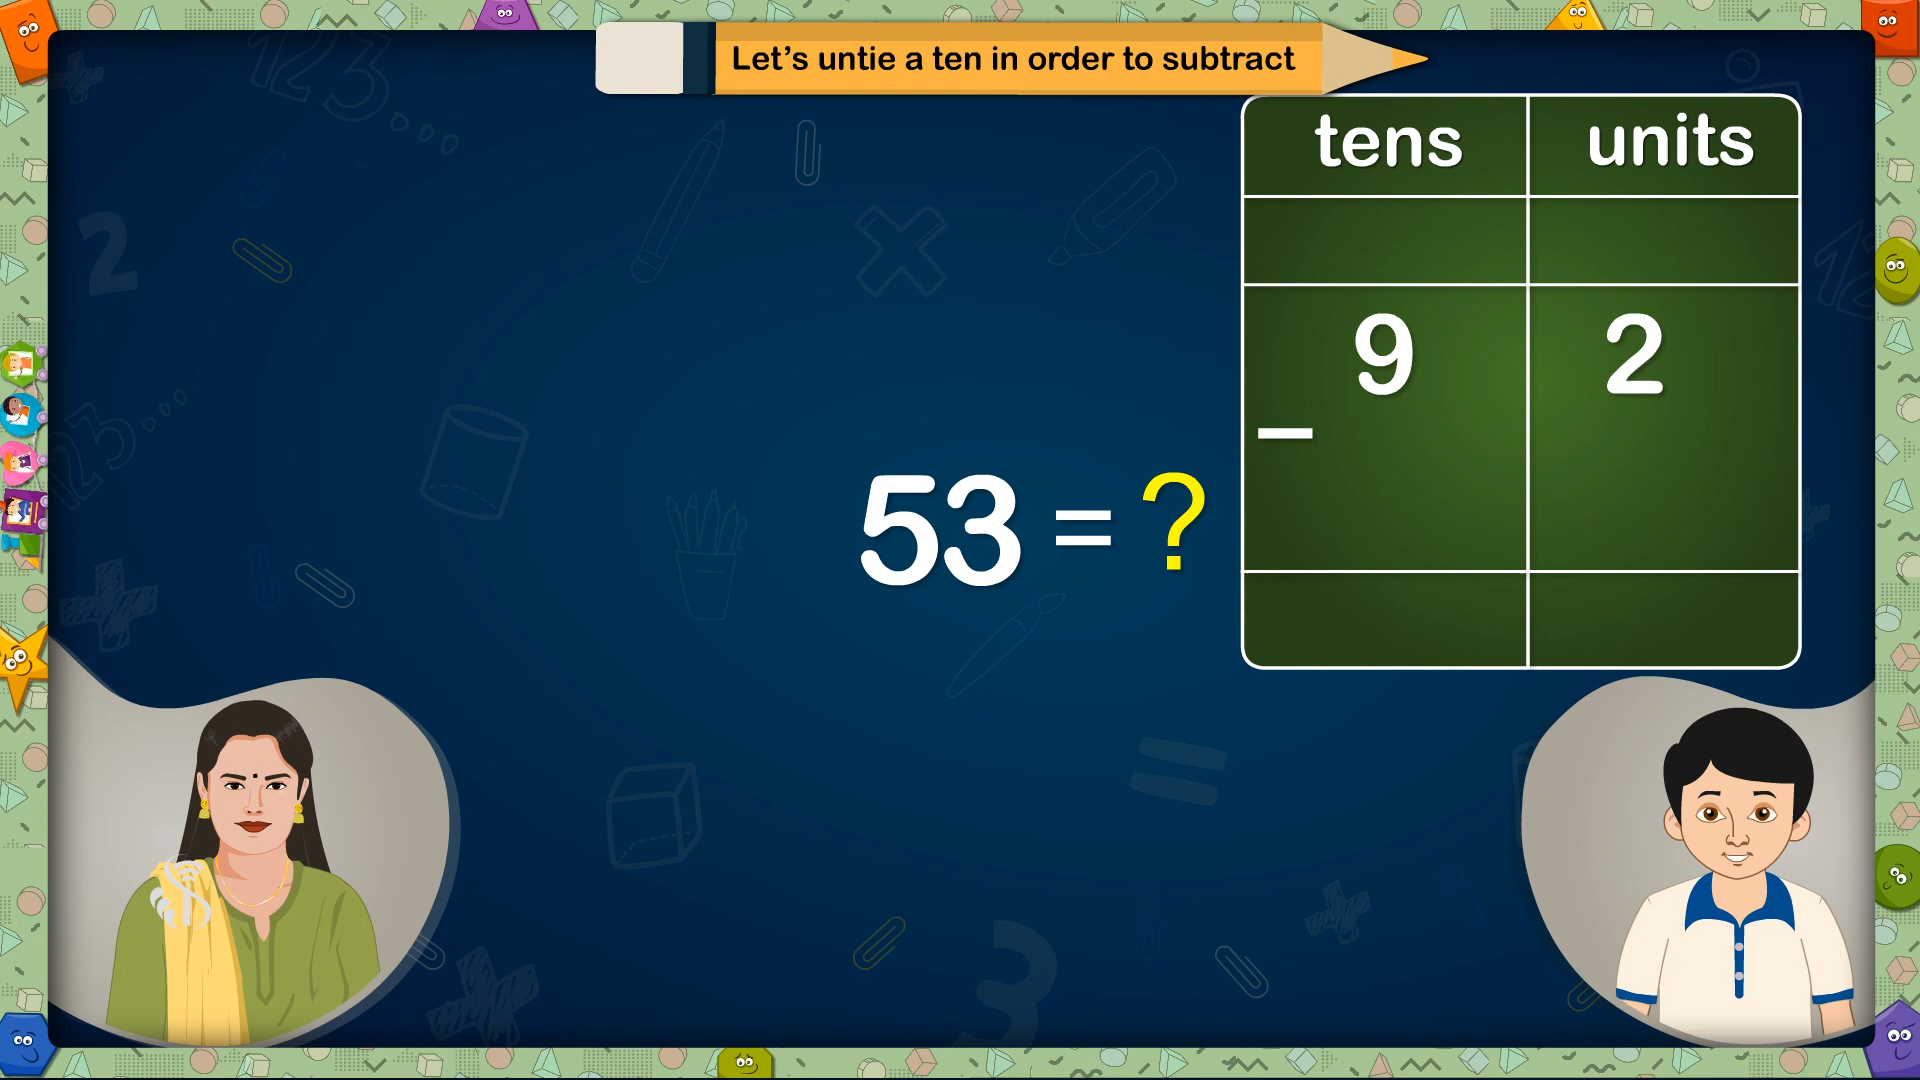 Let's untie a ten in order to subtract
tens units
9 2
–
53 = ?